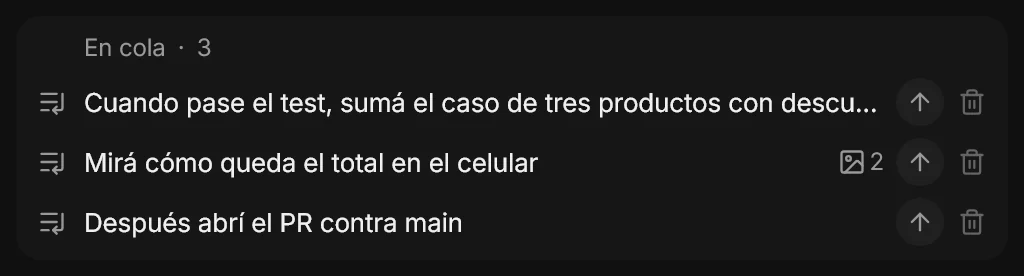 En cola · 3
Cuando pase el test, sumá el caso de tres productos con descu...
Mirá cómo queda el total en el celular 2
Después abrí el PR contra main